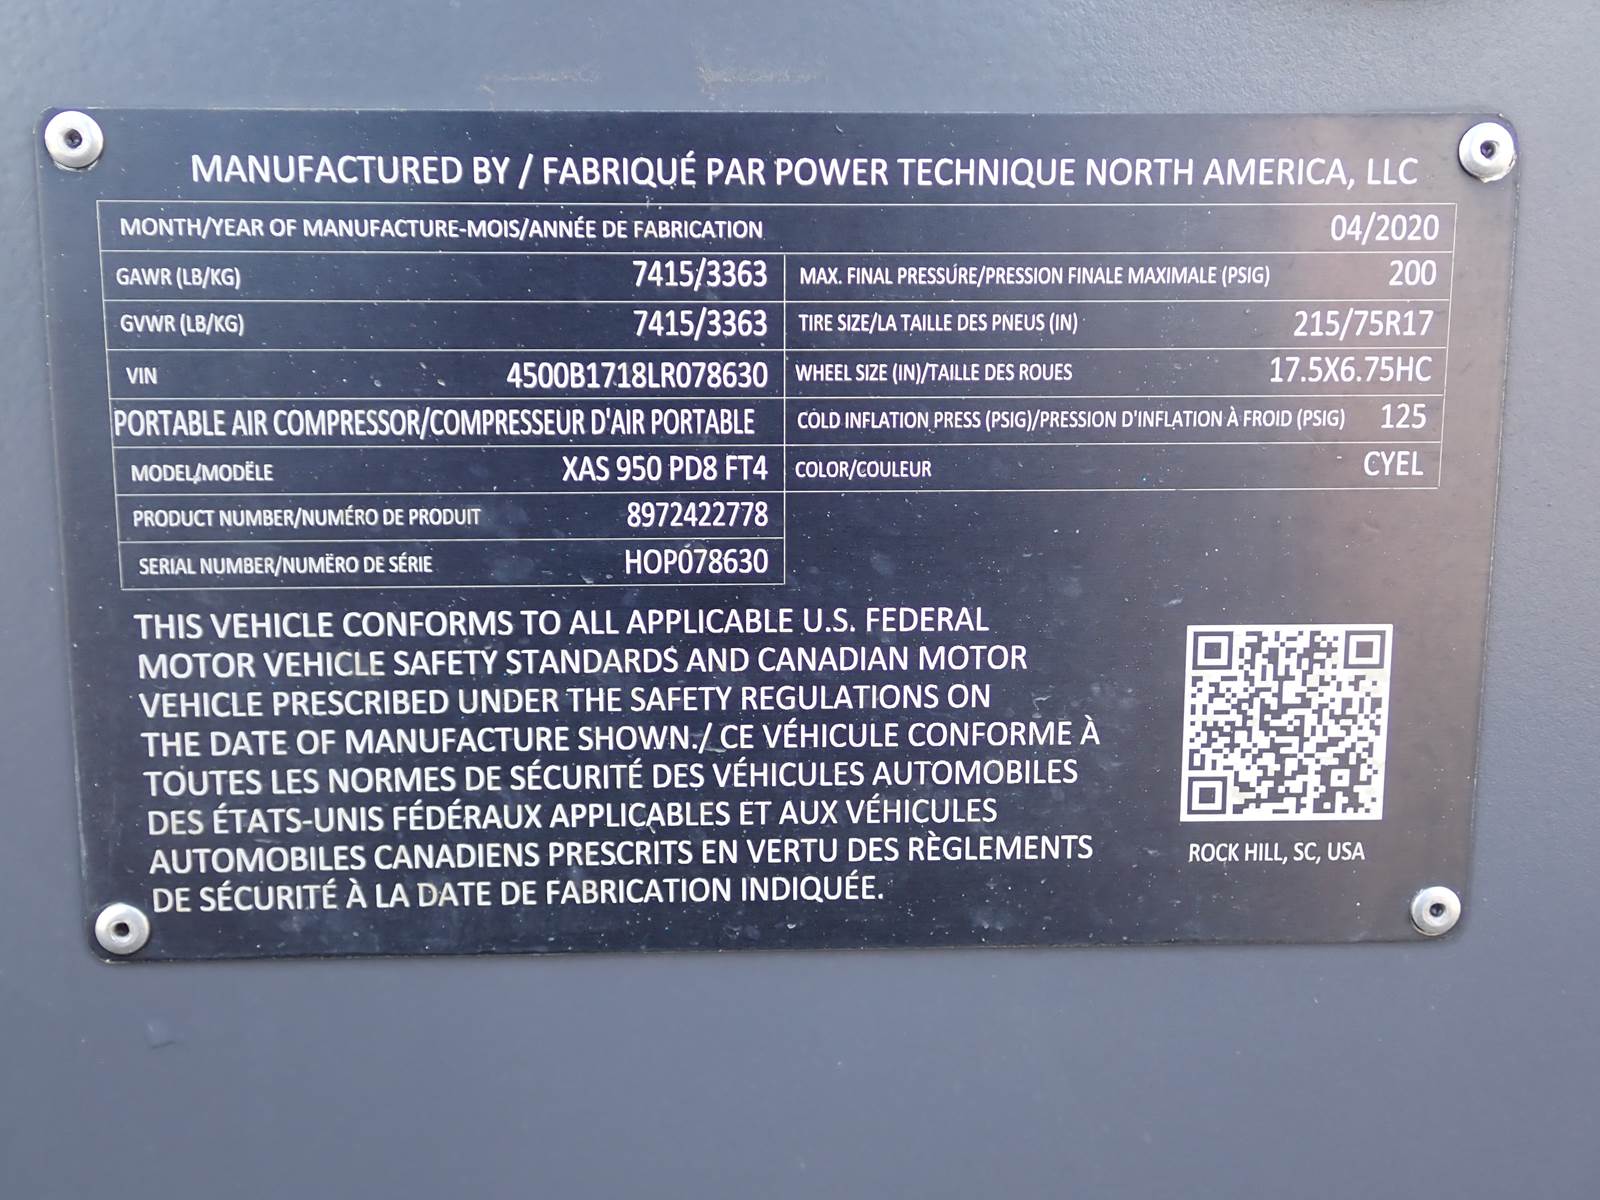 MANUFACTURED BY / FABRIQUÉ PAR POWER TECHNIQUE NORTH AMERICA, LLC
MONTH/YEAR OF MANUFACTURE-MOIS/ANNÉE DE FABRICATION 04/2020
GAWR (LB/KG) 7415/3363 MAX. FINAL PRESSURE/PRESSION FINALE MAXIMALE (PSIG) 200
GVWR (LB/KG) 7415/3363 TIRE SIZE/LA TAILLE DES PNEUS (IN) 215/75R17
VIN 4500B1718LR078630 WHEEL SIZE (IN)/TAILLE DES ROUES 17.5X6.75HC
PORTABLE AIR COMPRESSOR/COMPRESSEUR D'AIR PORTABLE COLD INFLATION PRESS (PSIG)/PRESSION D'INFLATION À FROID (PSIG) 125
MODEL/MODËLE XAS 950 PD8 FT4 COLOR/COULEUR CYEL
PRODUCT NUMBER/NUMÉRO DE PRODUIT 8972422778
SERIAL NUMBER/NUMËRO DE SÉRIE HOP078630
THIS VEHICLE CONFORMS TO ALL APPLICABLE U.S. FEDERAL
MOTOR VEHICLE SAFETY STANDARDS AND CANADIAN MOTOR
VEHICLE PRESCRIBED UNDER THE SAFETY REGULATIONS ON
THE DATE OF MANUFACTURE SHOWN./ CE VÉHICULE CONFORME À
TOUTES LES NORMES DE SÉCURITÉ DES VÉHICULES AUTOMOBILES
DES ÉTATS-UNIS FÉDÉRAUX APPLICABLES ET AUX VÉHICULES
AUTOMOBILES CANADIENS PRESCRITS EN VERTU DES RÈGLEMENTS
DE SÉCURITÉ À LA DATE DE FABRICATION INDIQUÉE.
ROCK HILL, SC, USA